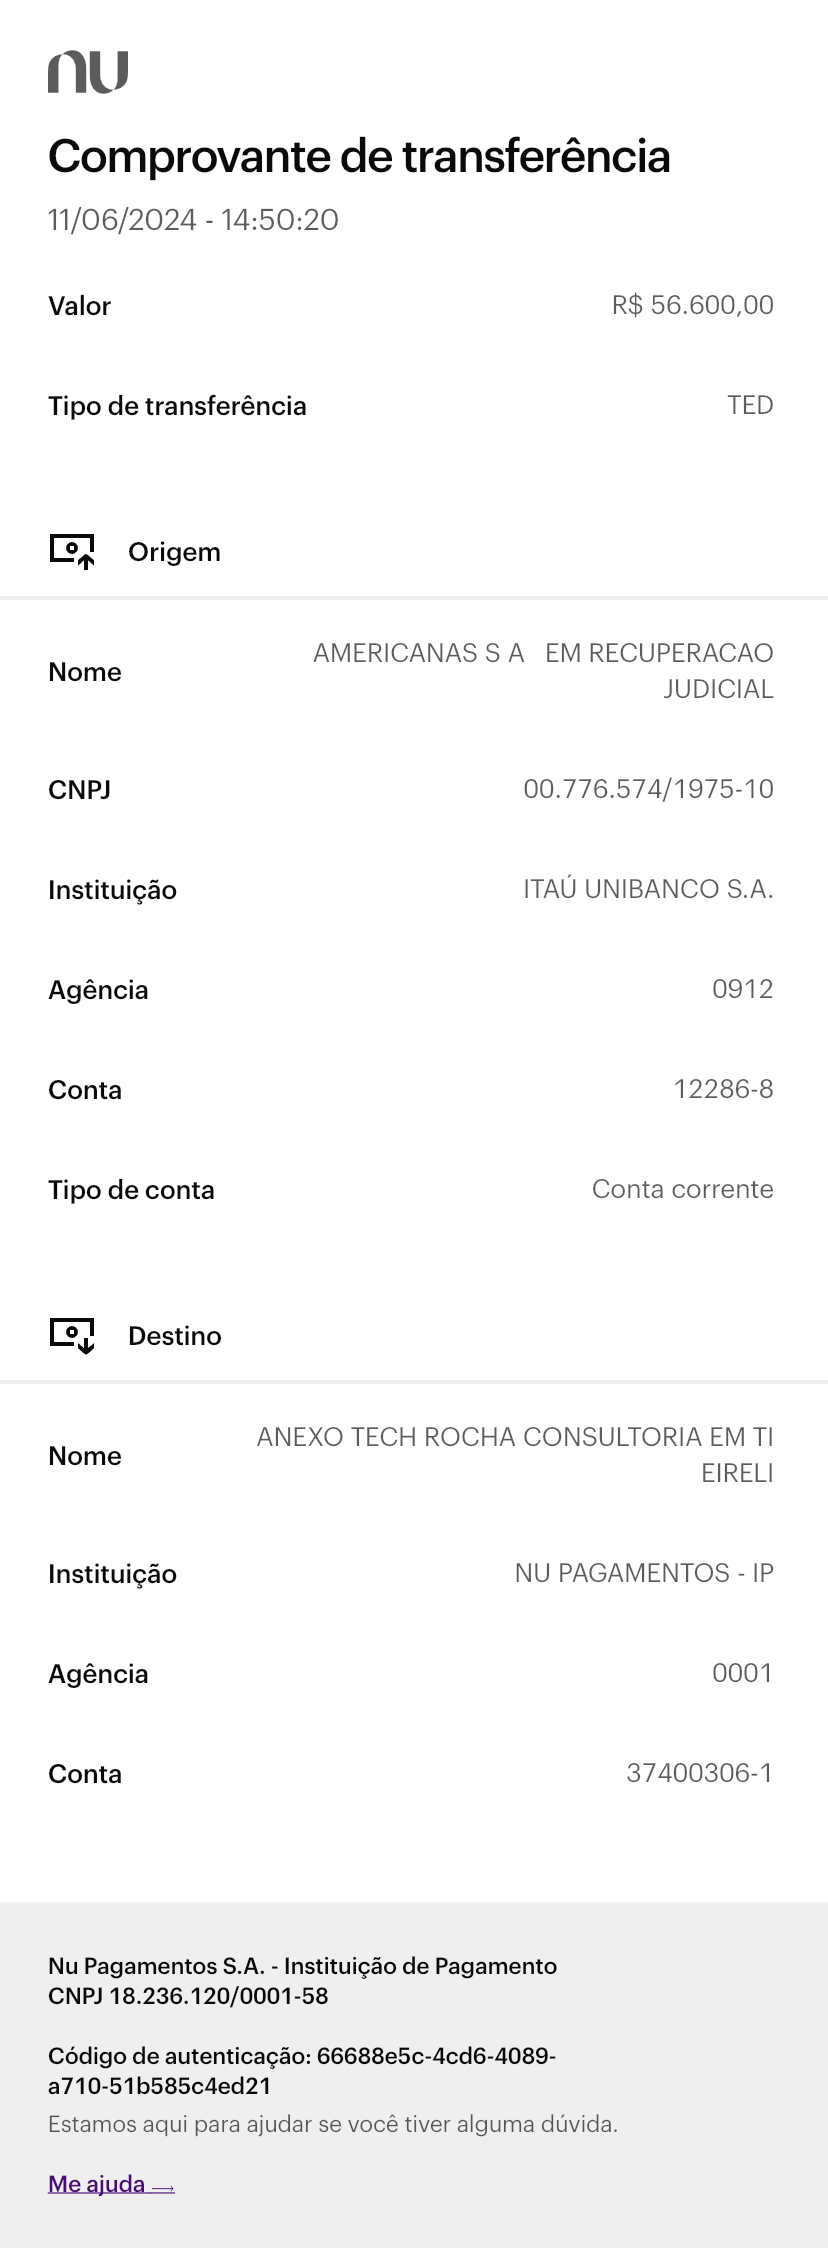 nu
Comprovante de transferência
11/06/2024 - 14:50:20
Valor R$ 56.600,00
Tipo de transferência TED
Origem
Nome AMERICANAS S A   EM RECUPERACAO
JUDICIAL
CNPJ 00.776.574/1975-10
Instituição ITAÚ UNIBANCO S.A.
Agência 0912
Conta 12286-8
Tipo de conta Conta corrente
Destino
Nome ANEXO TECH ROCHA CONSULTORIA EM TI
EIRELI
Instituição NU PAGAMENTOS - IP
Agência 0001
Conta 37400306-1
Nu Pagamentos S.A. - Instituição de Pagamento
CNPJ 18.236.120/0001-58
Código de autenticação: 66688e5c-4cd6-4089-
a710-51b585c4ed21
Estamos aqui para ajudar se você tiver alguma dúvida.
Me ajuda →